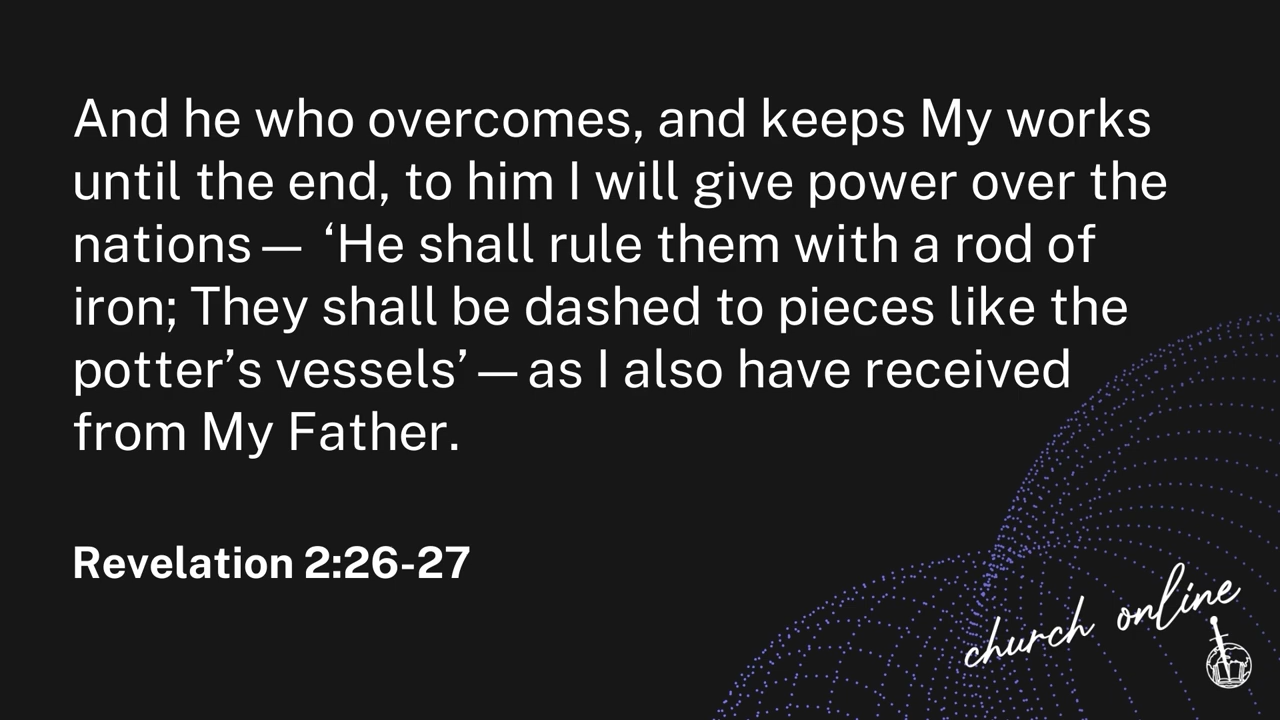 And he who overcomes, and keeps My works
until the end, to him I will give power over the
nations— ‘He shall rule them with a rod of
iron; They shall be dashed to pieces like the
potter’s vessels’—as I also have received
from My Father.
Revelation 2:26-27
church online